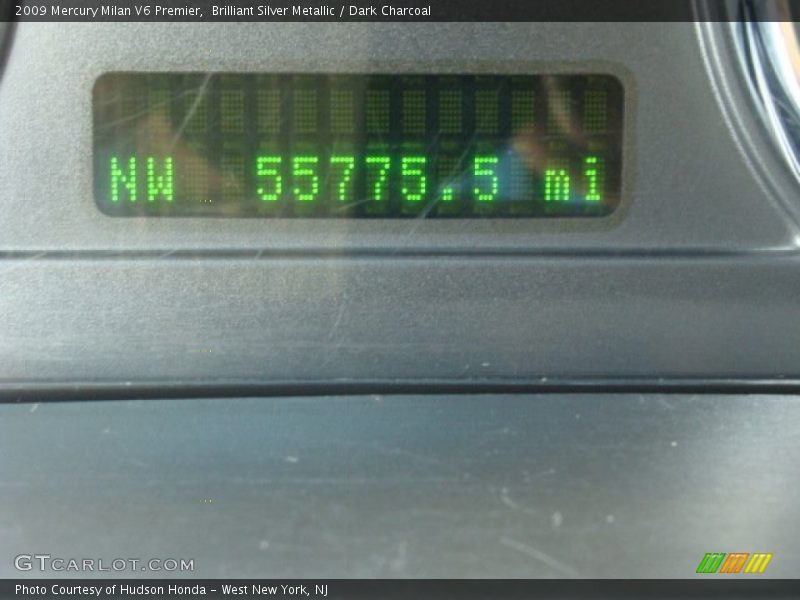 2009 Mercury Milan V6 Premier,  Brilliant Silver Metallic / Dark Charcoal
NW 55775.5 mi
GTCARLOT.COM
Photo Courtesy of Hudson Honda - West New York, NJ